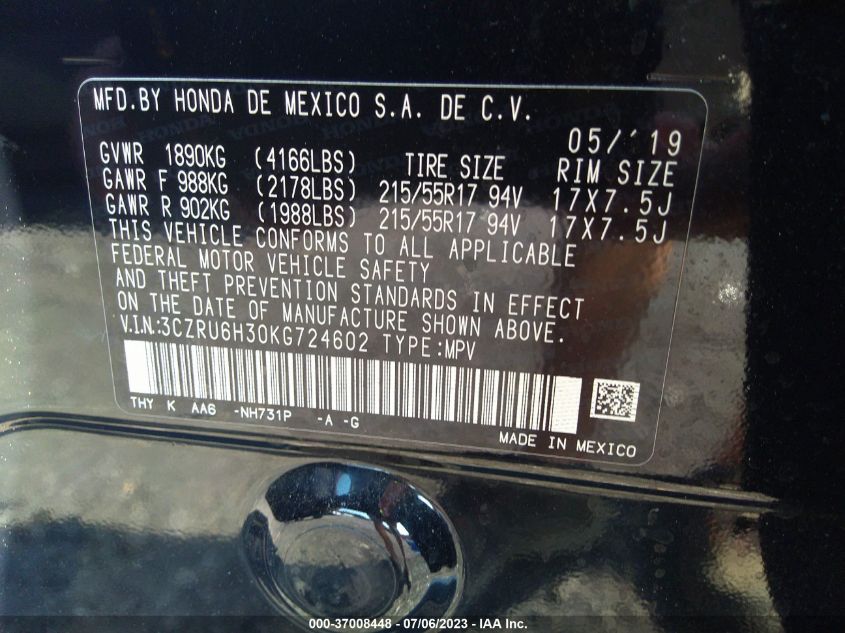 MFD.BY HONDA DE MEXICO S.A. DE C.V.
05/'19
GVWR 1890KG (4166LBS) TIRE SIZE RIM SIZE
GAWR F 988KG (2178LBS) 215/55R17 94V 17X7.5J
GAWR R 902KG (1988LBS) 215/55R17 94V 17X7.5J
THIS VEHICLE CONFORMS TO ALL APPLICABLE
FEDERAL MOTOR VEHICLE SAFETY
AND THEFT PREVENTION STANDARDS IN EFFECT
ON THE DATE OF MANUFACTURE SHOWN ABOVE.
V.I.N:3CZRU6H30KG724602 TYPE:MPV
THY K AA6 -NH731P -A -G
MADE IN MEXICO
000-37008448 - 07/06/2023 - IAA Inc.